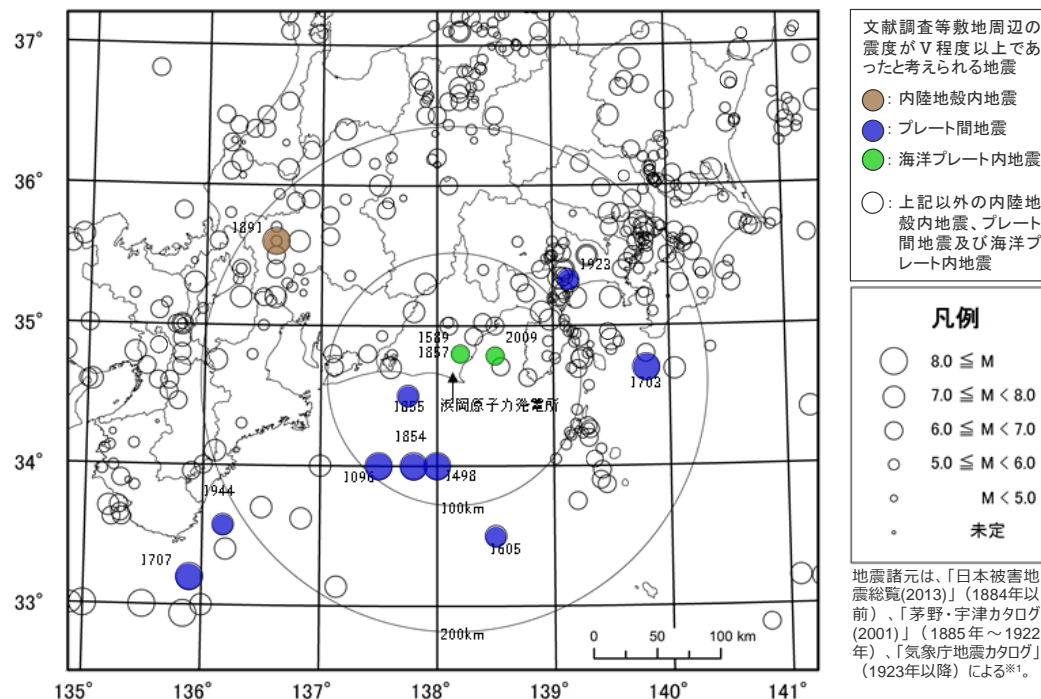 37°
36°
35°
34°
33°
135°
136°
137°
138°
139°
140°
141°
1891
1923
1589
2009
1857
1703
1855
浜岡原子力発電所
1854
1096
1498
1944
100km
1605
1707
200km
0 50 100 km
文献調査等敷地周辺の
震度がⅤ程度以上であ
ったと考えられる地震
: 内陸地殻内地震
: プレート間地震
: 海洋プレート内地震
: 上記以外の内陸地
殻内地震、プレート
間地震及び海洋プ
レート内地震
凡例
8.0 ≦ M
7.0 ≦ M < 8.0
6.0 ≦ M < 7.0
5.0 ≦ M < 6.0
M < 5.0
未定
地震諸元は、「日本被害地
震総覧(2013)」（1884年以
前）、「茅野・宇津カタログ
(2001)」（1885年～1922
年）、「気象庁地震カタログ」
（1923年以降）による※1。